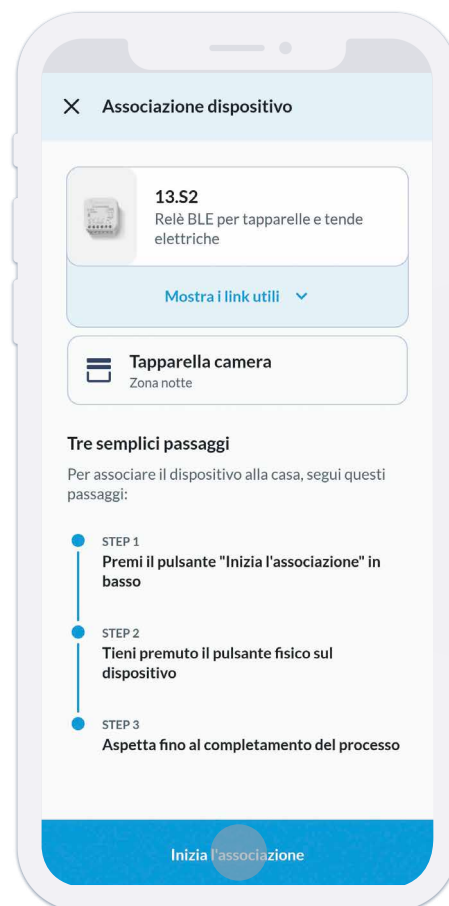 Associazione dispositivo
13.S2
Relè BLE per tapparelle e tende
elettriche
Mostra i link utili
Tapparella camera
Zona notte
Tre semplici passaggi
Per associare il dispositivo alla casa, segui questi
passaggi:
STEP 1
Premi il pulsante "Inizia l'associazione" in
basso
STEP 2
Tieni premuto il pulsante fisico sul
dispositivo
STEP 3
Aspetta fino al completamento del processo
Inizia l'associazione